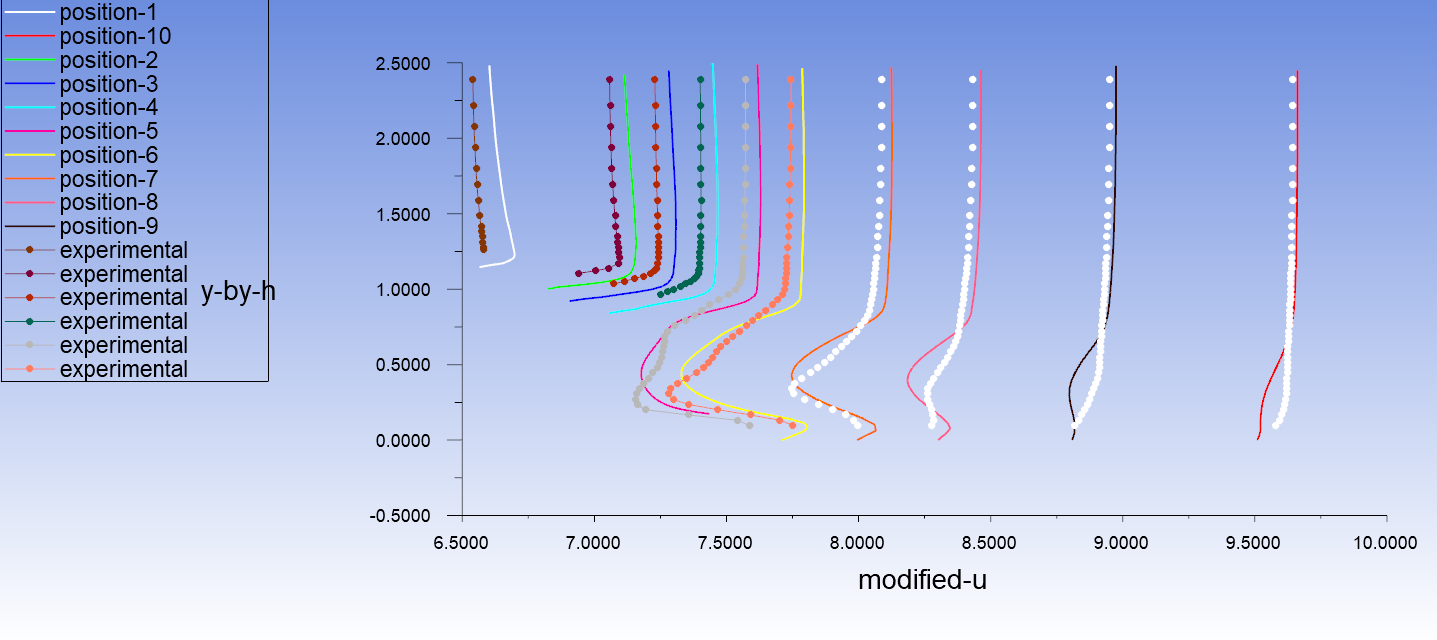 position-1
position-10
position-2
position-3
position-4
position-5
position-6
position-7
position-8
position-9
experimental
experimental
experimental
experimental
experimental
experimental
y-by-h
2.5000
2.0000
1.5000
1.0000
0.5000
0.0000
-0.5000
6.5000 7.0000 7.5000 8.0000 8.5000 9.0000 9.5000 10.0000
modified-u